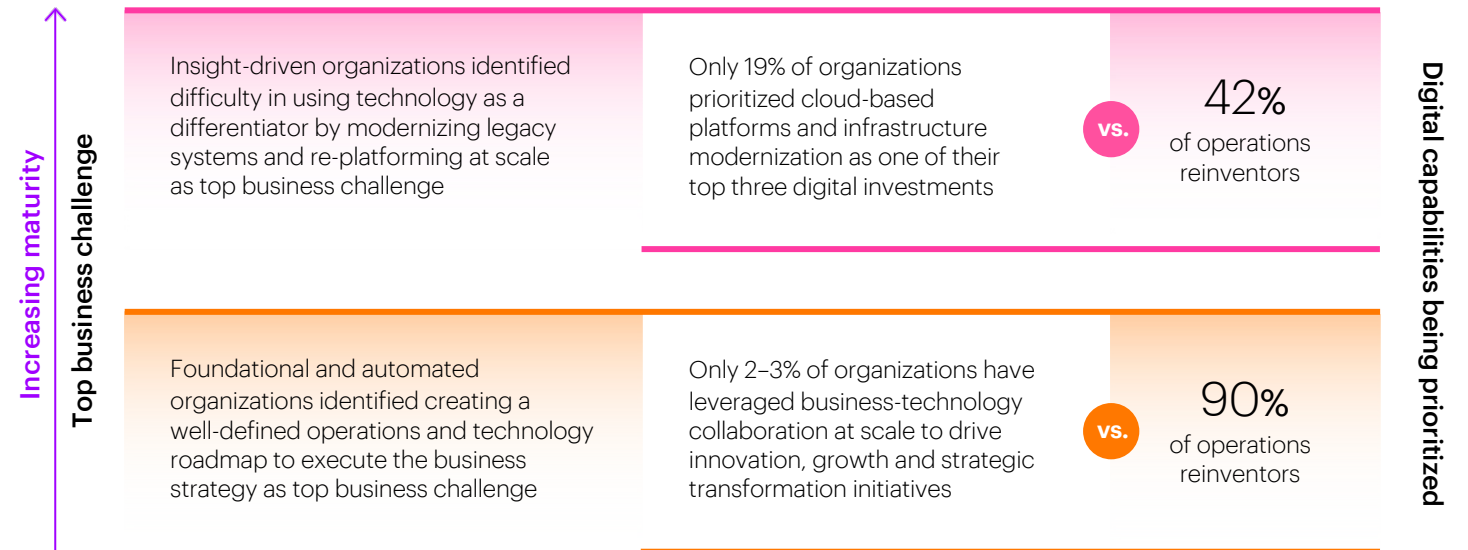 Increasing maturity
Top business challenge
Insight-driven organizations identified
difficulty in using technology as a
differentiator by modernizing legacy
systems and re-platforming at scale
as top business challenge
Only 19% of organizations
prioritized cloud-based
platforms and infrastructure
modernization as one of their
top three digital investments
vs.
42%
of operations
reinventors
Foundational and automated
organizations identified creating a
well-defined operations and technology
roadmap to execute the business
strategy as top business challenge
Only 2–3% of organizations have
leveraged business-technology
collaboration at scale to drive
innovation, growth and strategic
transformation initiatives
vs.
90%
of operations
reinventors
Digital capabilities being prioritized